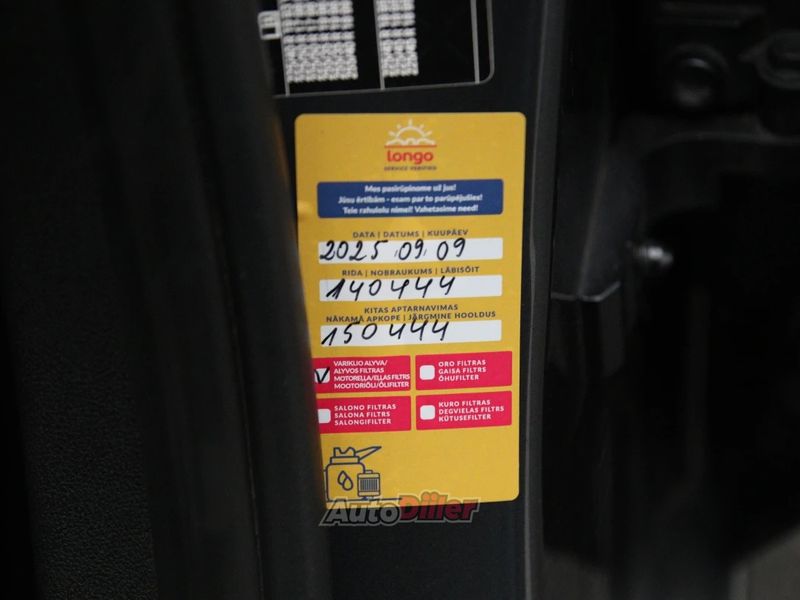 longo
SERVICE VERIFIED
Mes pasirūpinome už jus!
Jūsu ērtībām - esam par to parūpējušies!
Teie rahulolu nimel! Vahetasime need!
DATA | DATUMS | KUUPÄEV
2025.09.09
RIDA | NOBRAUKUMS | LÄBISÕIT
140444
KITAS APTARNAVIMAS
NĀKAMĀ APKOPE | JÄRGMINE HOOLDUS
150444
VARIKLIO ALYVA/
ALYVOS FILTRAS
MOTOREĻĻA/EĻĻAS FILTRS
MOOTORIÕLI/ÕLIFILTER
ORO FILTRAS
GAISA FILTRS
ÕHUFILTER
SALONO FILTRAS
SALONA FILTRS
SALONGIFILTER
KURO FILTRAS
DEGVIELAS FILTRS
KÜTUSEFILTER
AutoDiiler